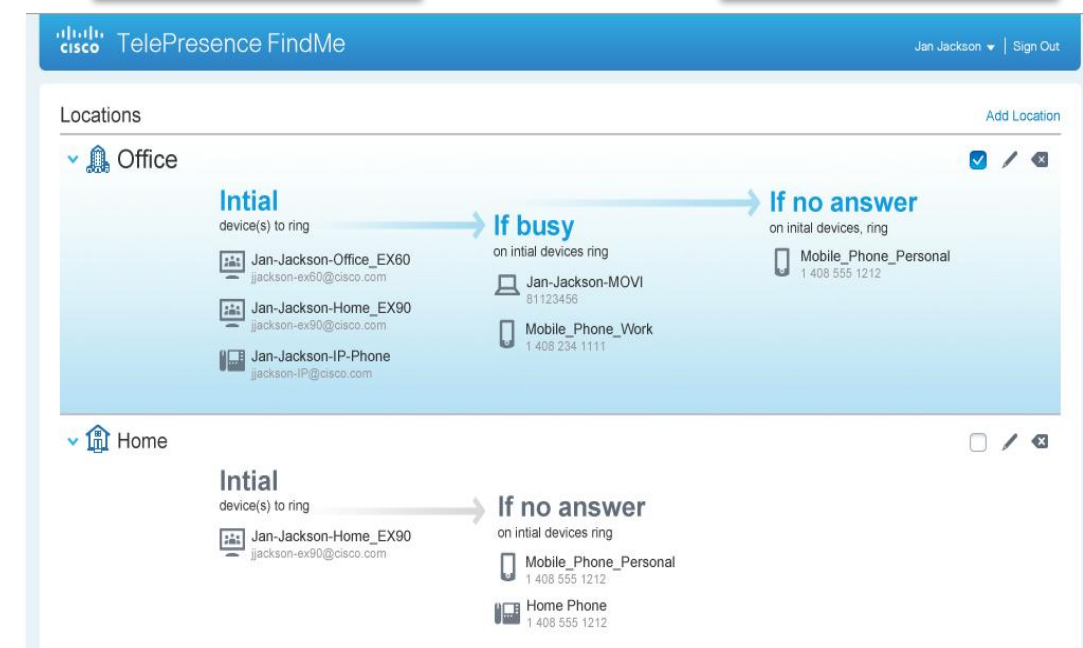 cisco TelePresence FindMe
Jan Jackson | Sign Out
Locations
Add Location
Office
Intial
device(s) to ring
Jan-Jackson-Office_EX60
jjackson-ex60@cisco.com
Jan-Jackson-Home_EX90
jjackson-ex90@cisco.com
Jan-Jackson-IP-Phone
jjackson-IP@cisco.com
If busy
on intial devices ring
Jan-Jackson-MOVI
81123456
Mobile_Phone_Work
1 408 234 1111
If no answer
on inital devices, ring
Mobile_Phone_Personal
1 408 555 1212
Home
Intial
device(s) to ring
Jan-Jackson-Home_EX90
jjackson-ex90@cisco.com
If no answer
on intial devices ring
Mobile_Phone_Personal
1 408 555 1212
Home Phone
1 408 555 1212